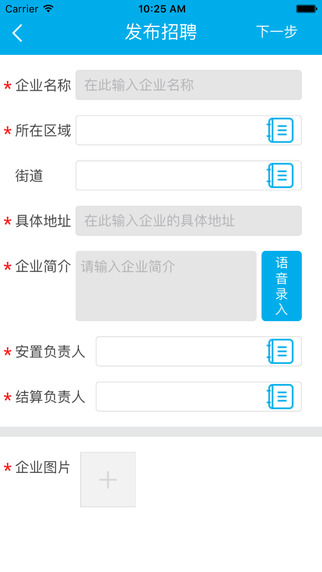 Carrier 10:25 AM
发布招聘 下一步
* 企业名称 在此输入企业名称
* 所在区域
街道
* 具体地址 在此输入企业的具体地址
* 企业简介 请输入企业简介 语音录入
* 安置负责人
* 结算负责人
* 企业图片